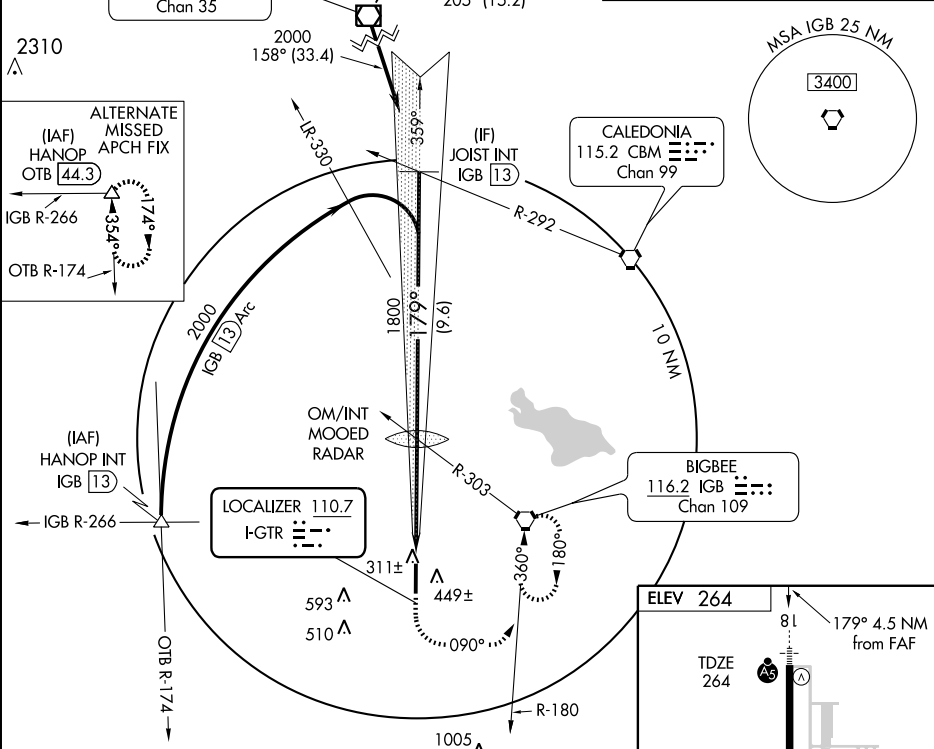 Chan 35
205° (15.2)
2000
158° (33.4)
2310
MSA IGB 25 NM
3400
ALTERNATE
MISSED
APCH FIX
(IAF)
HANOP
OTB 44.3
IGB R-266
354°
174°
OTB R-174
LR-330
359°
(IF)
JOIST INT
IGB 13
CALEDONIA
115.2 CBM
Chan 99
R-292
2000
IGB 13 Arc
1800
179°
(9.6)
10 NM
OM/INT
MOOED
RADAR
R-303
(IAF)
HANOP INT
IGB 13
IGB R-266
LOCALIZER 110.7
I-GTR
BIGBEE
116.2 IGB
Chan 109
360°
180°
311±
449±
593
510
090°
OTB R-174
R-180
1005
ELEV 264
18
179° 4.5 NM
from FAF
TDZE
264
A5